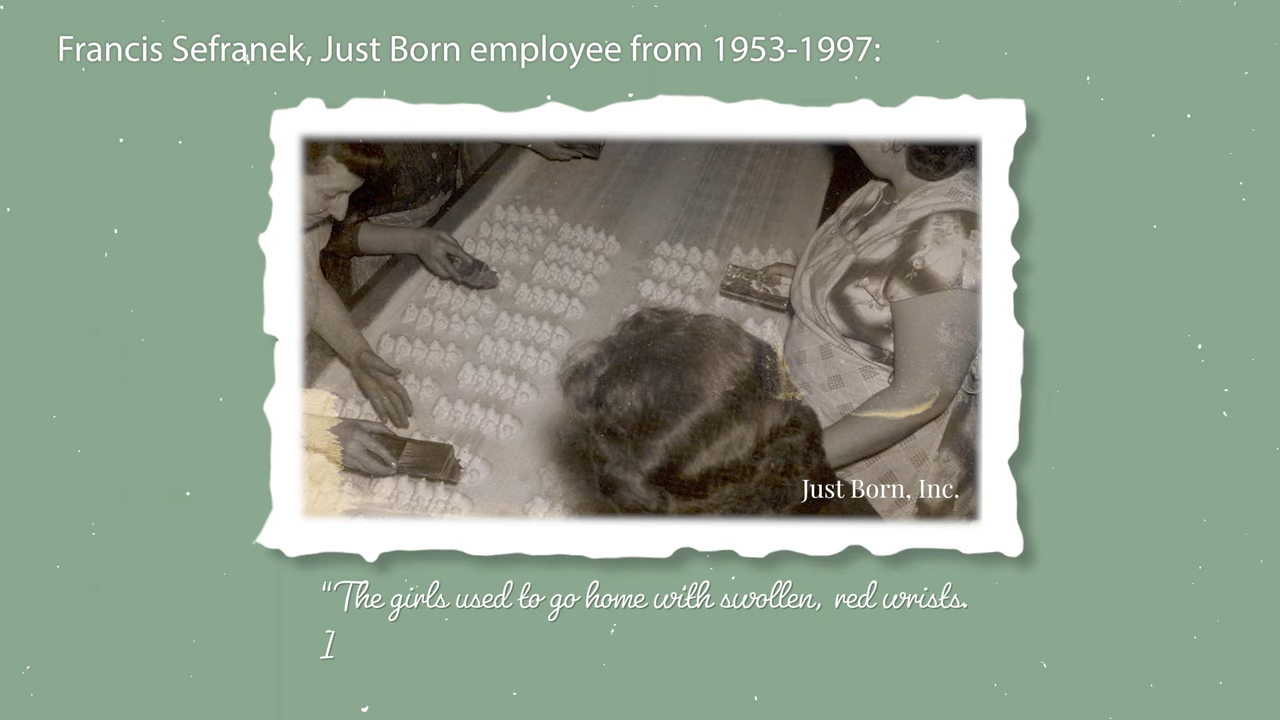 Francis Sefranek, Just Born employee from 1953-1997:
Just Born, Inc.
“The girls used to go home with swollen, red wrists.
I